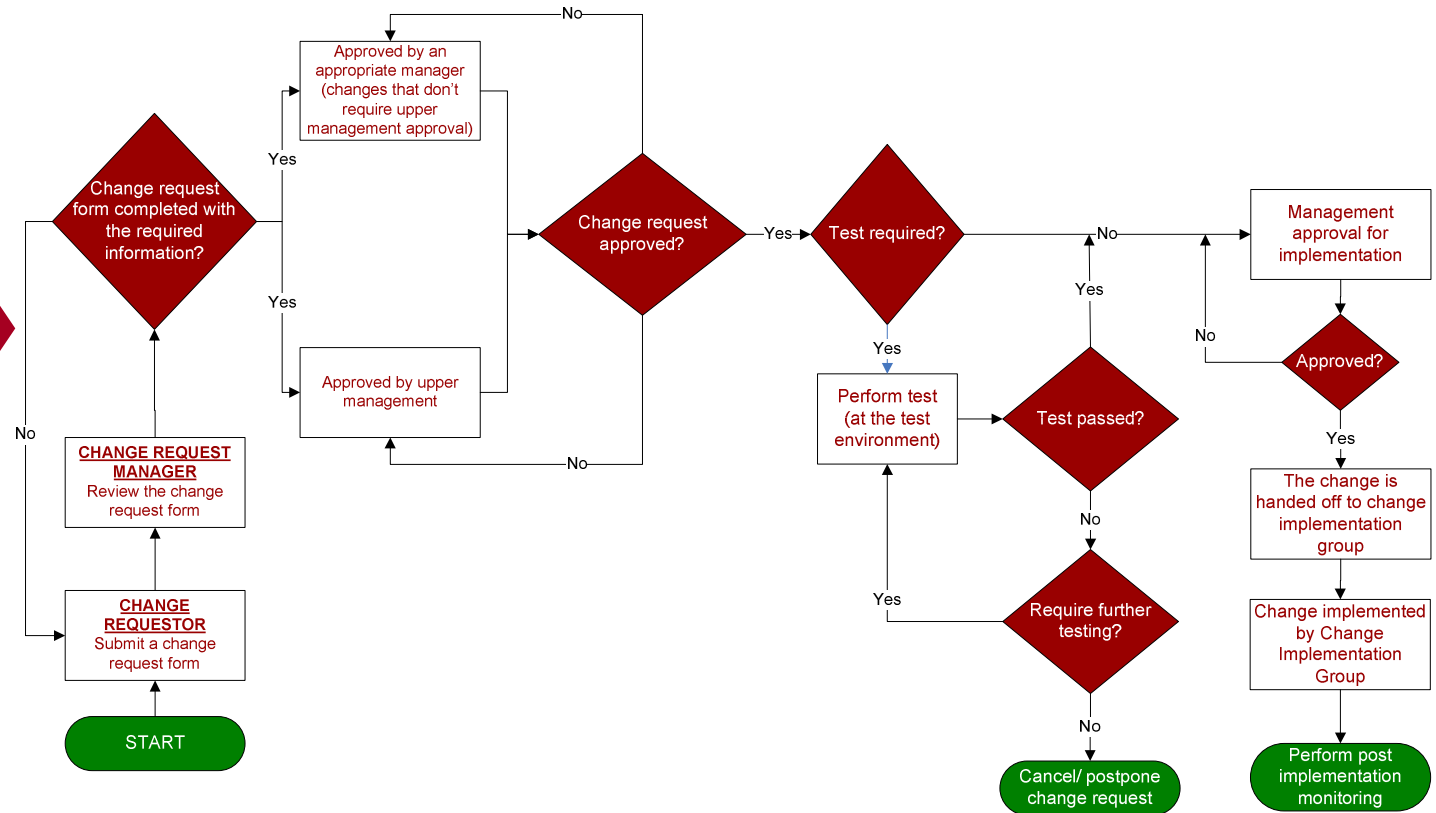 START
CHANGE
REQUESTOR
Submit a change
request form
CHANGE REQUEST
MANAGER
Review the change
request form
Change request
form completed with
the required
information?
No
Yes
Yes
Approved by an
appropriate manager
(changes that don’t
require upper
management approval)
Approved by upper
management
No
No
Change request
approved?
Yes
Test required?
No
Yes
Perform test
(at the test
environment)
Test passed?
Yes
No
Require further
testing?
Yes
No
Cancel/ postpone
change request
Management
approval for
implementation
Approved?
No
Yes
The change is
handed off to change
implementation
group
Change implemented
by Change
Implementation
Group
Perform post
implementation
monitoring